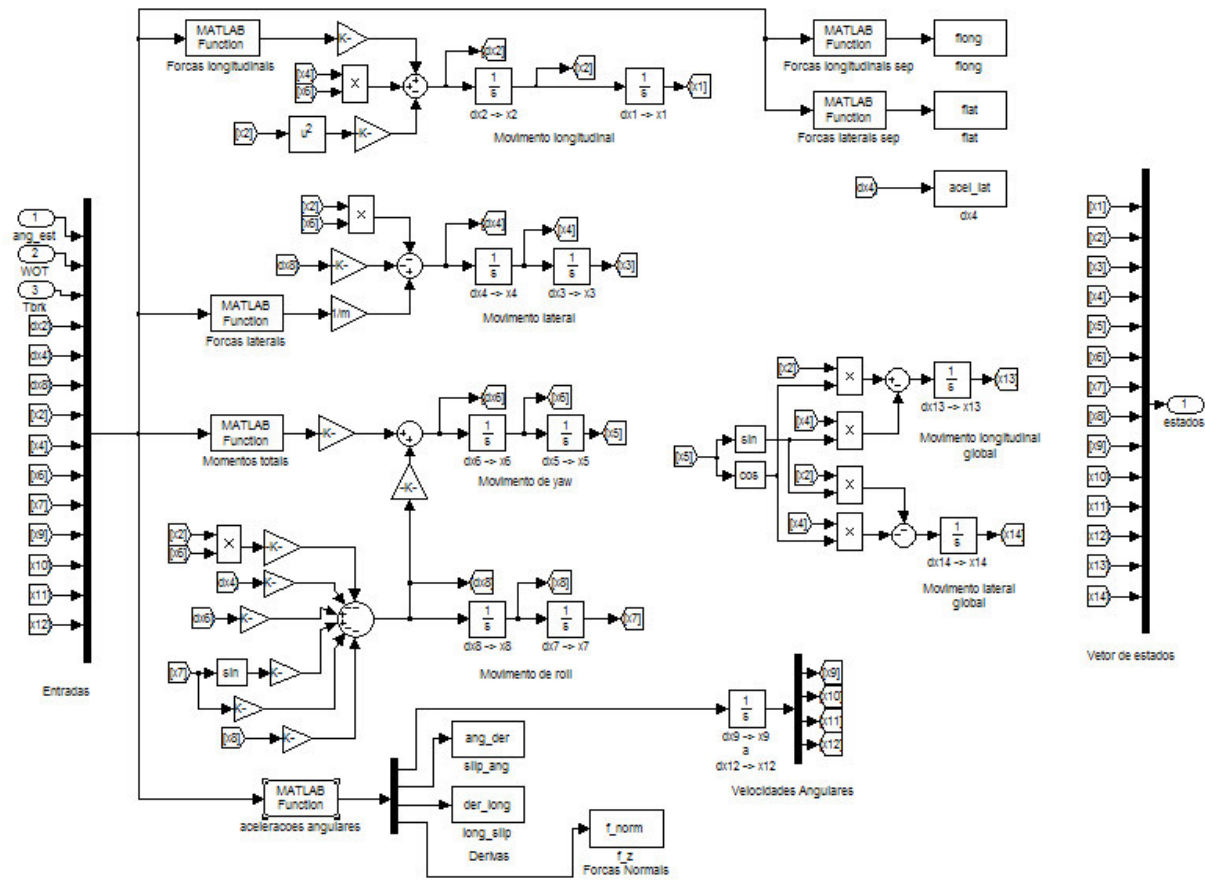 MATLAB
Function
Forcas longitudinais
-K-
[x4]
[x6]
×
[x2]
u²
-K-
+
+
+
[dx2]
1
s
dx2 -> x2
[x2]
1
s
dx1 -> x1
[x1]
Movimento longitudinal
MATLAB
Function
Forcas longitudinais sep
flong
flong
MATLAB
Function
Forcas laterais sep
flat
flat
dx4
acel_lat
dx4
1
ang_est
2
WOT
3
Tbrk
dx2
dx4
dx8
[x2]
[x4]
[x6]
[x7]
[x9]
x10
x11
x12
Entradas
[x2]
[x6]
×
dx8
-K-
MATLAB
Function
Forcas laterais
1/m
[dx4]
1
s
dx4 -> x4
[x4]
1
s
dx3 -> x3
[x3]
Movimento lateral
MATLAB
Function
Momentos totais
-K-
+
+
-K-
dx6
1
s
dx6 -> x6
[x6]
1
s
dx5 -> x5
[x5]
Movimento de yaw
[x2]
[x6]
×
-K-
dx4
-K-
dx6
-K-
[x7]
sin
-K-
-K-
[x8]
-K-
dx8
1
s
dx8 -> x8
[x8]
1
s
dx7 -> x7
[x7]
Movimento de roll
MATLAB
Function
aceleracoes angulares
ang_der
slip_ang
der_long
long_slip
Derivas
f_norm
f_z
Forcas Normais
1
s
dx9 -> x9
a
dx12 -> x12
[x9]
x10
x11
x12
Velocidades Angulares
[x5]
sin
cos
[x2]
×
[x4]
×
[x2]
×
[x4]
×
1
s
dx13 -> x13
x13
Movimento longitudinal
global
1
s
dx14 -> x14
x14
Movimento lateral
global
[x1]
[x2]
[x3]
[x4]
[x5]
[x6]
[x7]
[x8]
[x9]
x10
x11
x12
x13
x14
Vetor de estados
1
estados